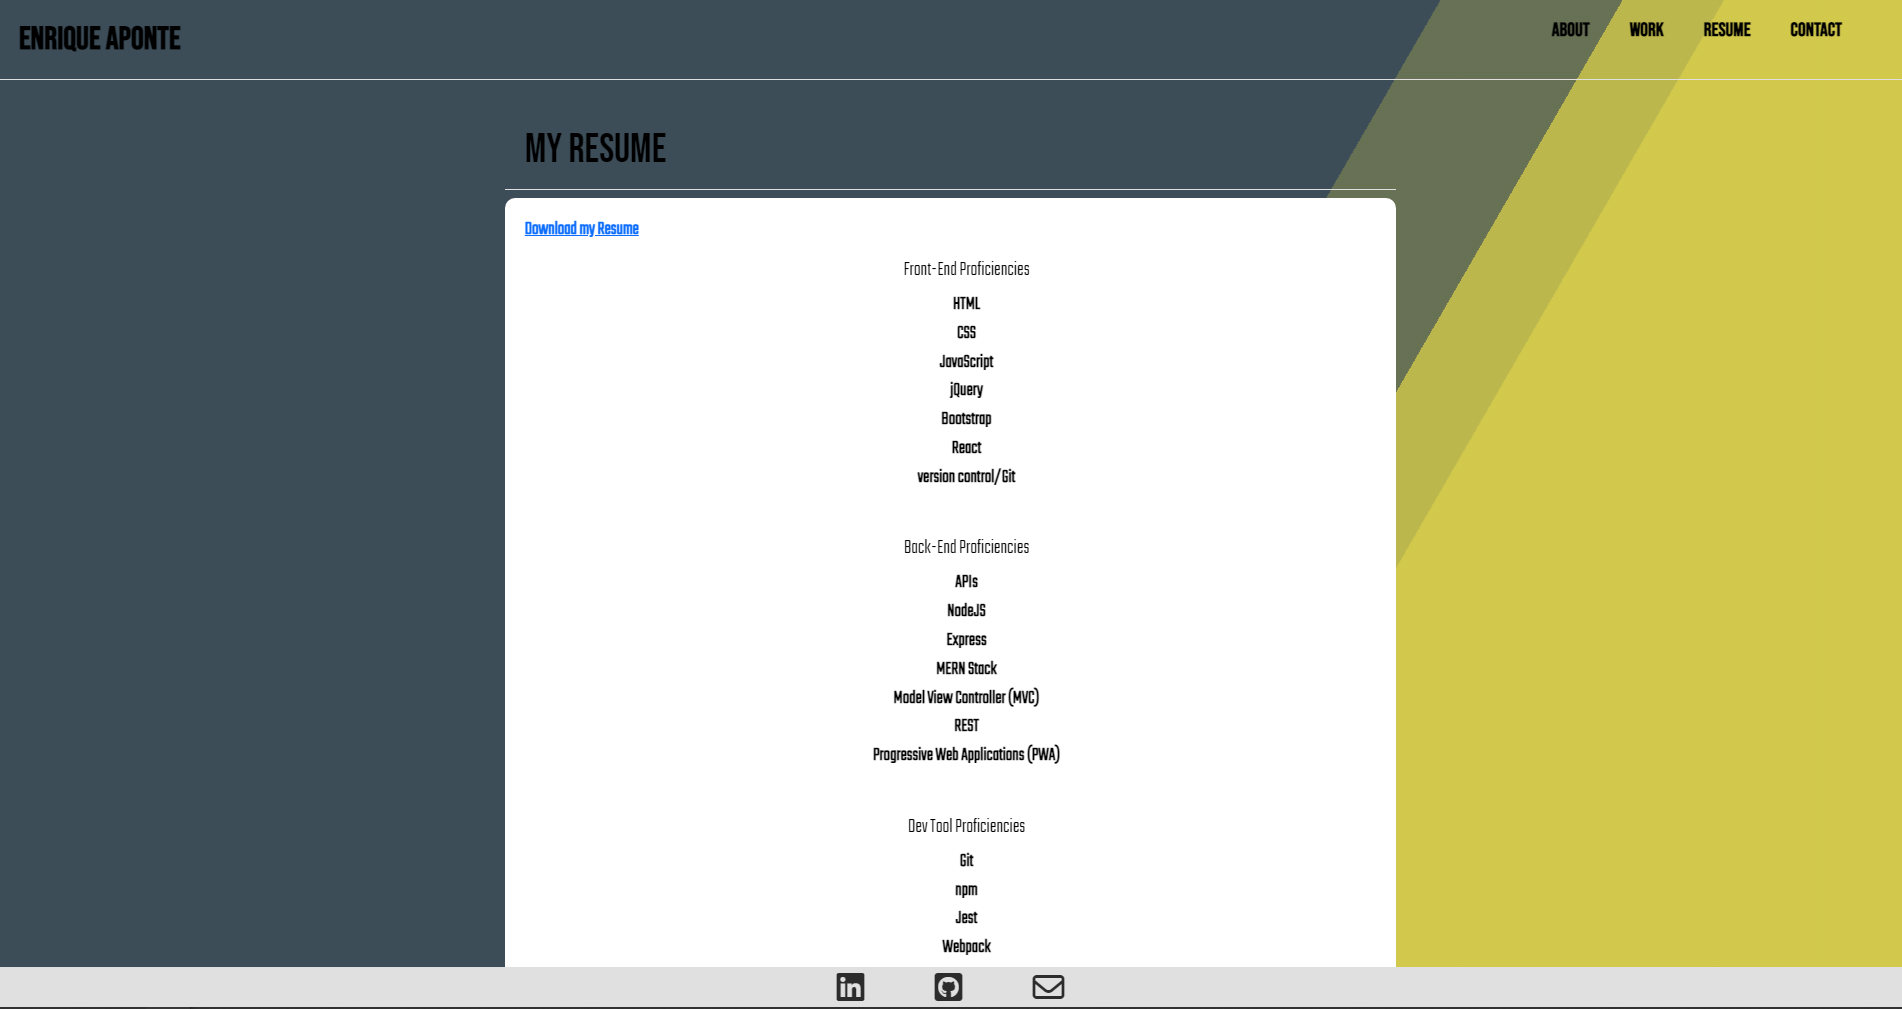 ENRIQUE APONTE
ABOUT WORK RESUME CONTACT
MY RESUME
Download my Resume
Front-End Proficiencies
HTML
CSS
JavaScript
jQuery
Bootstrap
React
version control/Git
Back-End Proficiencies
APIs
NodeJS
Express
MERN Stack
Model View Controller (MVC)
REST
Progressive Web Applications (PWA)
Dev Tool Proficiencies
Git
npm
Jest
Webpack
in